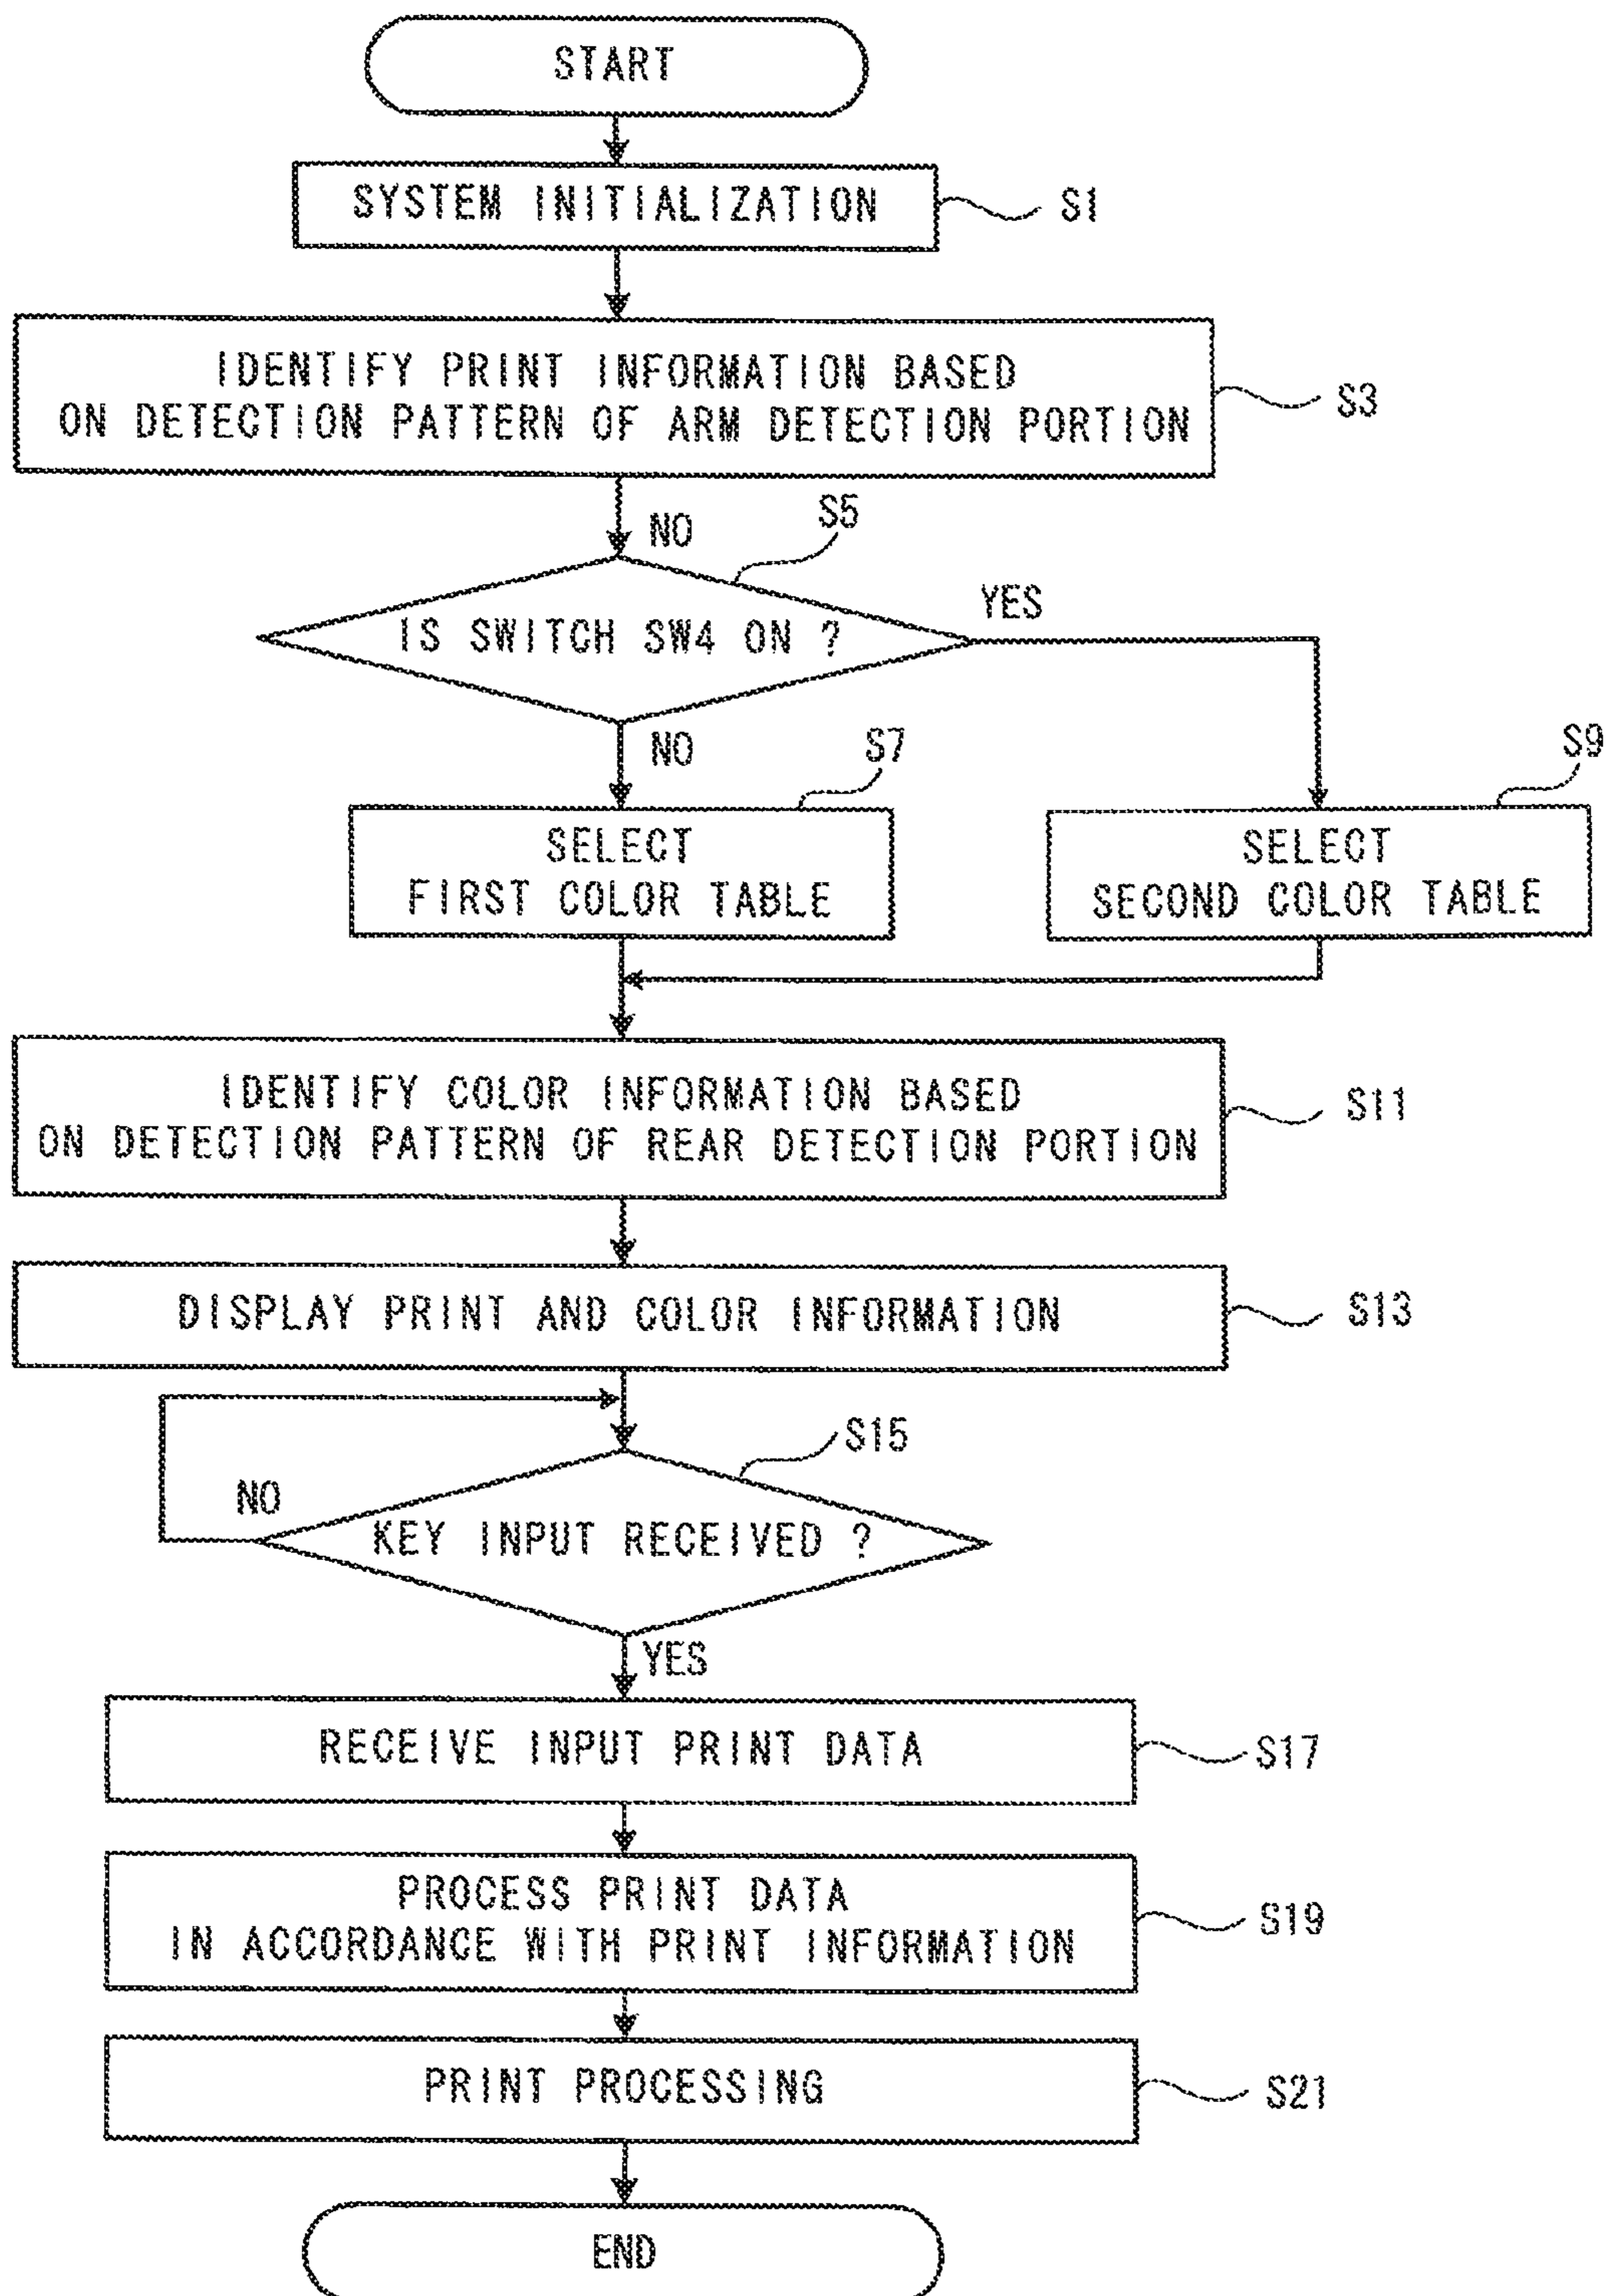 START
SYSTEM INITIALIZATION
S1
IDENTIFY PRINT INFORMATION BASED
ON DETECTION PATTERN OF ARM DETECTION PORTION
S3
NO
S5
IS SWITCH SW4 ON ?
YES
NO
S7
S9
SELECT
FIRST COLOR TABLE
SELECT
SECOND COLOR TABLE
IDENTIFY COLOR INFORMATION BASED
ON DETECTION PATTERN OF REAR DETECTION PORTION
S11
DISPLAY PRINT AND COLOR INFORMATION
S13
S15
NO
KEY INPUT RECEIVED ?
YES
RECEIVE INPUT PRINT DATA
S17
PROCESS PRINT DATA
IN ACCORDANCE WITH PRINT INFORMATION
S19
PRINT PROCESSING
S21
END